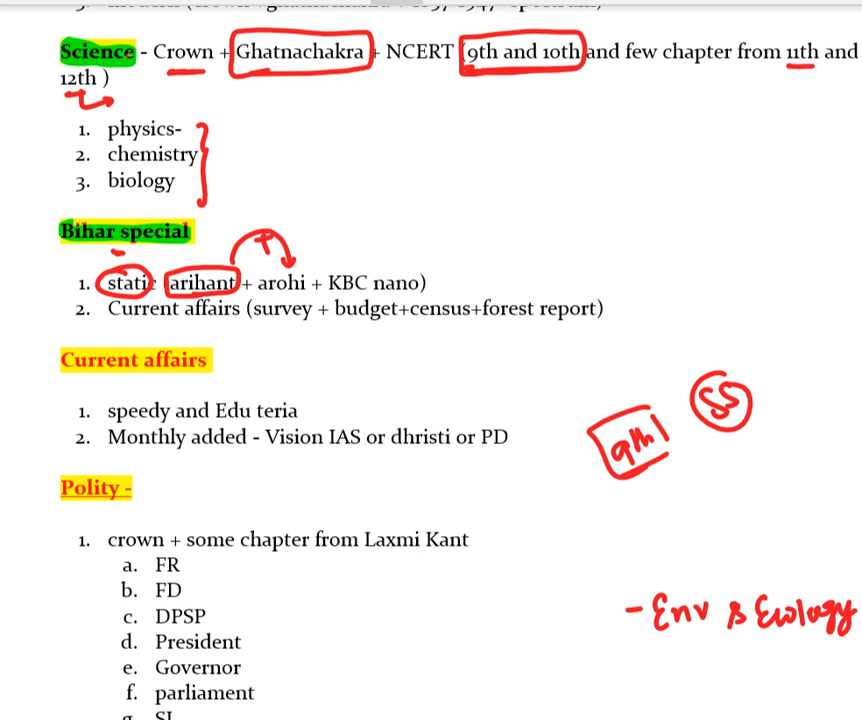 Science - Crown + Ghatnachakra + NCERT (9th and 10th and few chapter from 11th and
12th )
1. physics-
2. chemistry
3. biology
Bihar special
1. static (arihant + arohi + KBC nano)
2. Current affairs (survey + budget+census+forest report)
Current affairs
1. speedy and Edu teria
2. Monthly added - Vision IAS or dhristi or PD
SS
9th
Polity -
1. crown + some chapter from Laxmi Kant
a. FR
b. FD
- Env & Ecology
c. DPSP
d. President
e. Governor
f. parliament